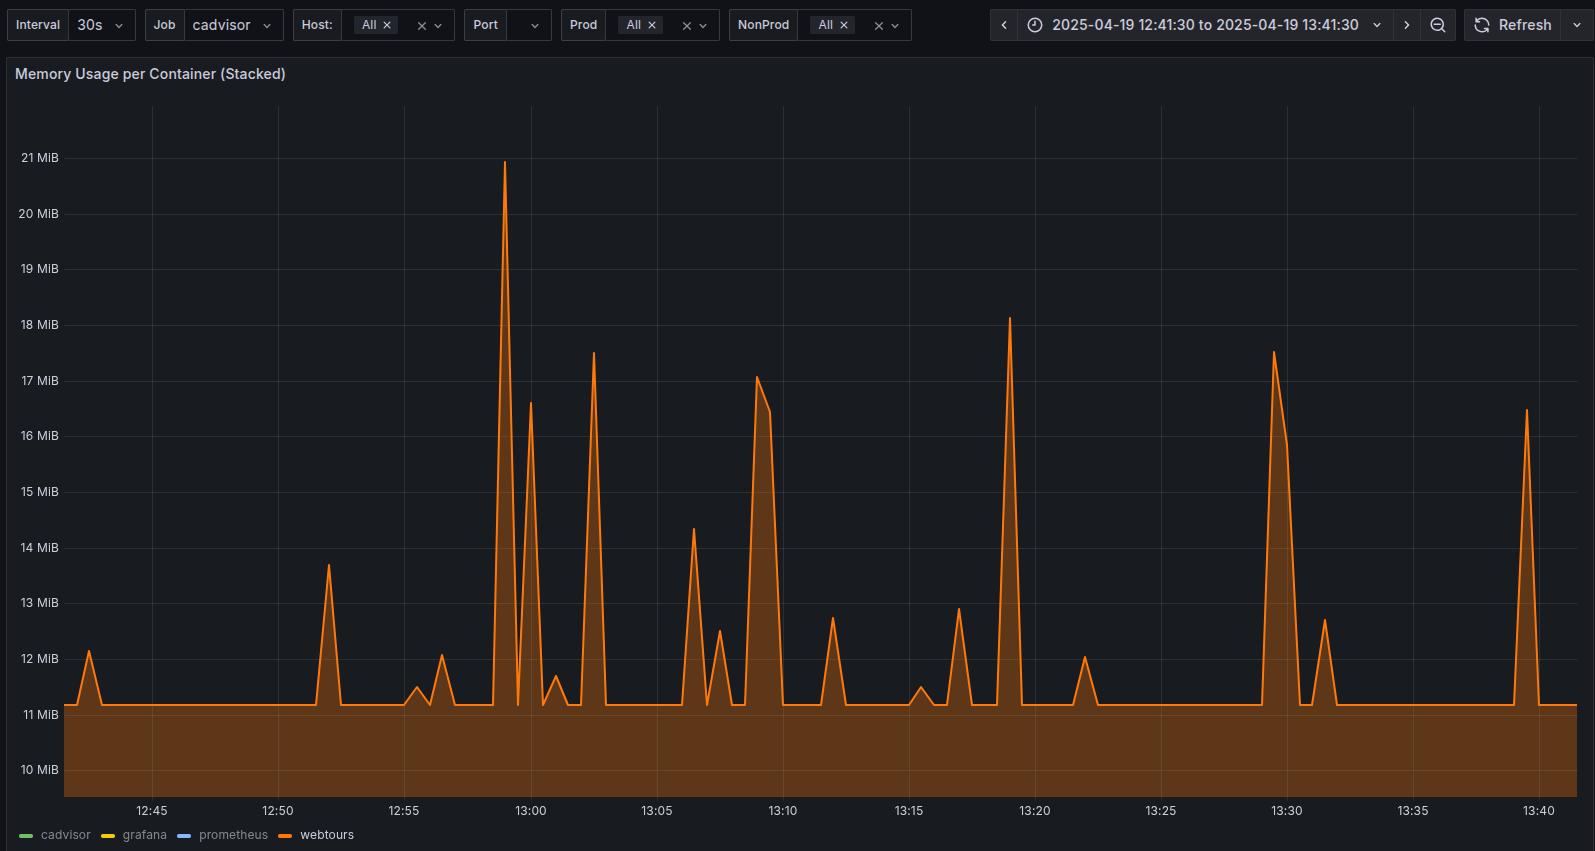 Interval 30s Job cadvisor Host: All Port Prod All NonProd All 2025-04-19 12:41:30 to 2025-04-19 13:41:30 Refresh
Memory Usage per Container (Stacked)
21 MiB
20 MiB
19 MiB
18 MiB
17 MiB
16 MiB
15 MiB
14 MiB
13 MiB
12 MiB
11 MiB
10 MiB
12:45 12:50 12:55 13:00 13:05 13:10 13:15 13:20 13:25 13:30 13:35 13:40
cadvisor grafana prometheus webtours